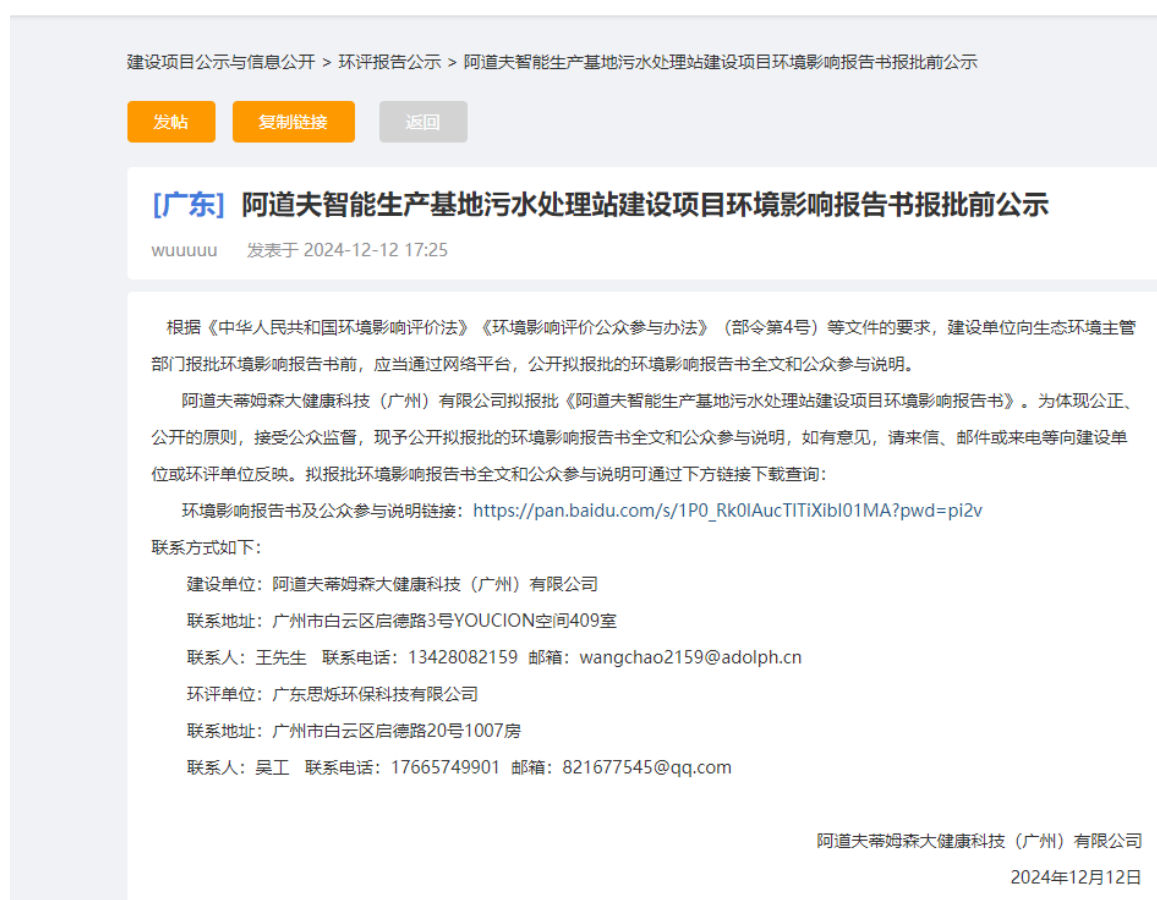 建设项目公示与信息公开 > 环评报告公示 > 阿道夫智能生产基地污水处理站建设项目环境影响报告书报批前公示
发帖 复制链接 返回
[广东] 阿道夫智能生产基地污水处理站建设项目环境影响报告书报批前公示
wuuuuu 发表于 2024-12-12 17:25
根据《中华人民共和国环境影响评价法》《环境影响评价公众参与办法》（部令第4号）等文件的要求，建设单位向生态环境主管
部门报批环境影响报告书前，应当通过网络平台，公开拟报批的环境影响报告书全文和公众参与说明。
阿道夫蒂姆森大健康科技（广州）有限公司拟报批《阿道夫智能生产基地污水处理站建设项目环境影响报告书》。为体现公正、
公开的原则，接受公众监督，现予公开拟报批的环境影响报告书全文和公众参与说明，如有意见，请来信、邮件或来电等向建设单
位或环评单位反映。拟报批环境影响报告书全文和公众参与说明可通过下方链接下载查询：
环境影响报告书及公众参与说明链接：https://pan.baidu.com/s/1P0_Rk0lAucTlTiXibl01MA?pwd=pi2v
联系方式如下：
建设单位：阿道夫蒂姆森大健康科技（广州）有限公司
联系地址：广州市白云区启德路3号YOUCION空间409室
联系人：王先生 联系电话：13428082159 邮箱：wangchao2159@adolph.cn
环评单位：广东思烁环保科技有限公司
联系地址：广州市白云区启德路20号1007房
联系人：吴工 联系电话：17665749901 邮箱：821677545@qq.com
阿道夫蒂姆森大健康科技（广州）有限公司
2024年12月12日